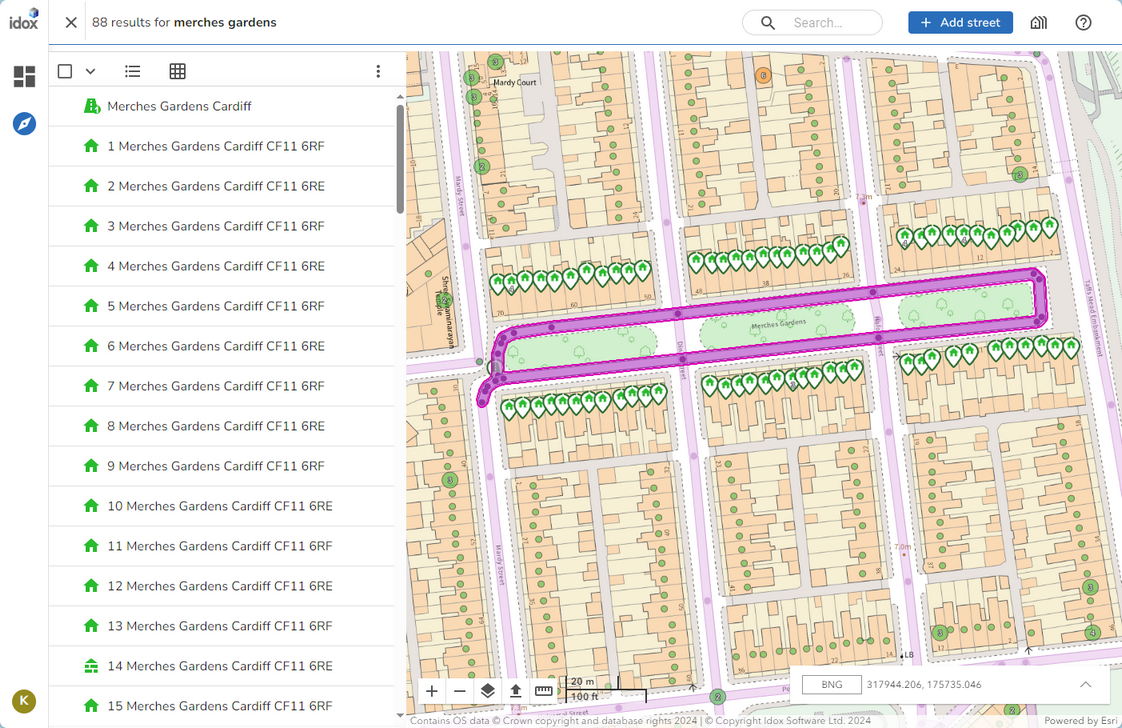 idox
88 results for merches gardens
Search...
+ Add street
Merches Gardens Cardiff
1 Merches Gardens Cardiff CF11 6RF
2 Merches Gardens Cardiff CF11 6RE
3 Merches Gardens Cardiff CF11 6RF
4 Merches Gardens Cardiff CF11 6RE
5 Merches Gardens Cardiff CF11 6RF
6 Merches Gardens Cardiff CF11 6RE
7 Merches Gardens Cardiff CF11 6RF
8 Merches Gardens Cardiff CF11 6RE
9 Merches Gardens Cardiff CF11 6RF
10 Merches Gardens Cardiff CF11 6RE
11 Merches Gardens Cardiff CF11 6RF
12 Merches Gardens Cardiff CF11 6RE
13 Merches Gardens Cardiff CF11 6RF
14 Merches Gardens Cardiff CF11 6RE
15 Merches Gardens Cardiff CF11 6RF
K
Mardy Court
Mardy Street
Merches Gardens
Taffs Mead Embankment
Mardy Street
7.0m
LB
20 m
100 ft
BNG
317944.206, 175735.046
Contains OS data © Crown copyright and database rights 2024 | © Copyright Idox Software Ltd. 2024
Powered by Esri